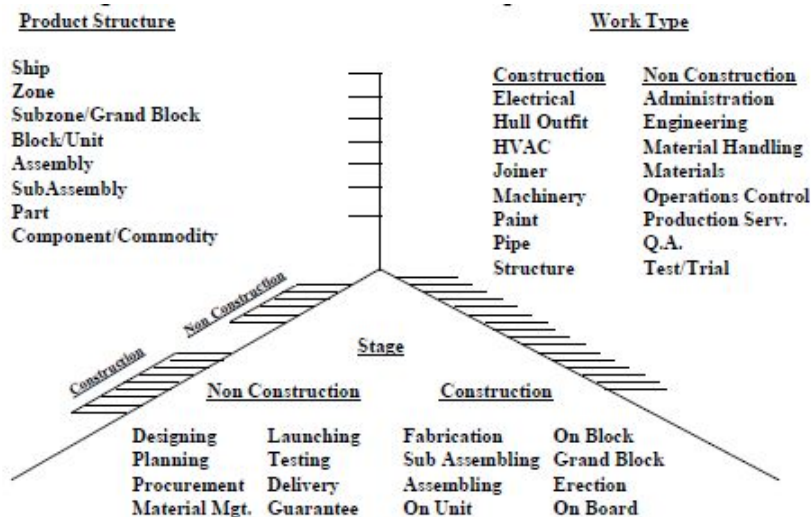 Product Structure
Ship
Zone
Subzone/Grand Block
Block/Unit
Assembly
SubAssembly
Part
Component/Commodity
Work Type
Construction Non Construction
Electrical Administration
Hull Outfit Engineering
HVAC Material Handling
Joiner Materials
Machinery Operations Control
Paint Production Serv.
Pipe Q.A.
Structure Test/Trial
Non Construction
Construction
Stage
Non Construction Construction
Designing Launching Fabrication On Block
Planning Testing Sub Assembling Grand Block
Procurement Delivery Assembling Erection
Material Mgt. Guarantee On Unit On Board